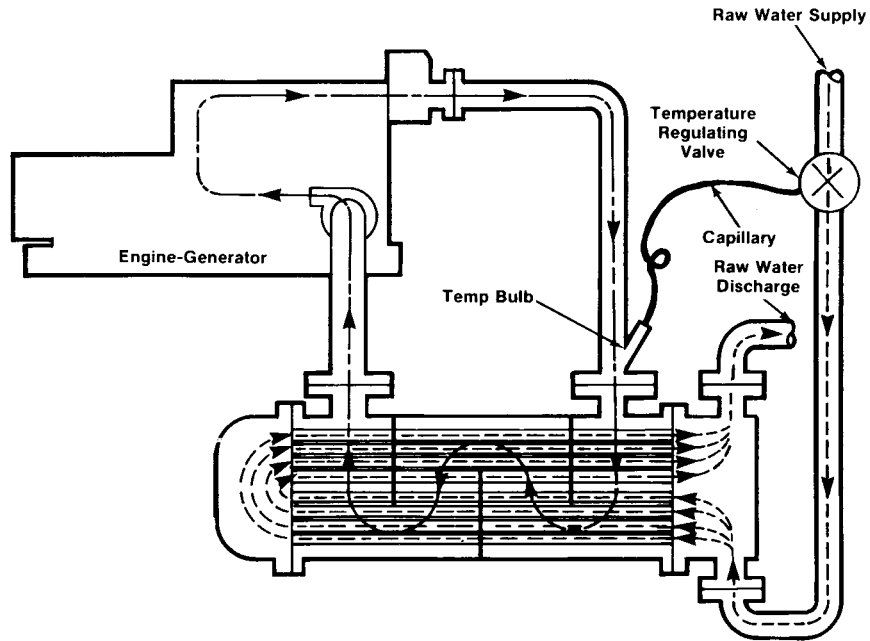 Raw Water Supply
Temperature
Regulating
Valve
Capillary
Engine-Generator
Raw Water
Discharge
Temp Bulb